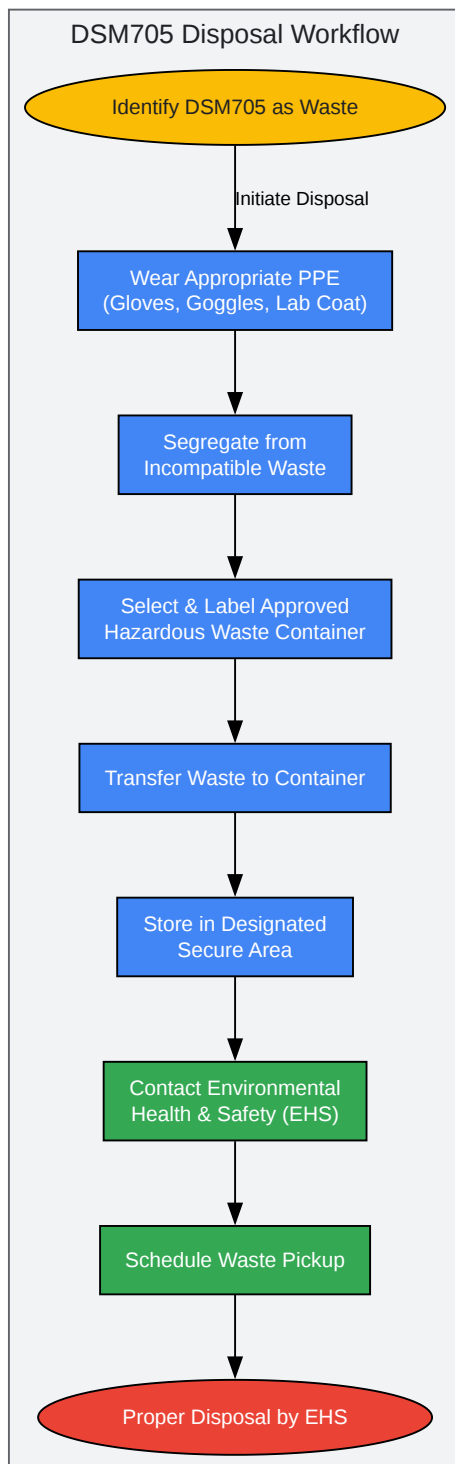 DSM705 Disposal Workflow
Identify DSM705 as Waste
Initiate Disposal
Wear Appropriate PPE
(Gloves, Goggles, Lab Coat)
Segregate from
Incompatible Waste
Select & Label Approved
Hazardous Waste Container
Transfer Waste to Container
Store in Designated
Secure Area
Contact Environmental
Health & Safety (EHS)
Schedule Waste Pickup
Proper Disposal by EHS